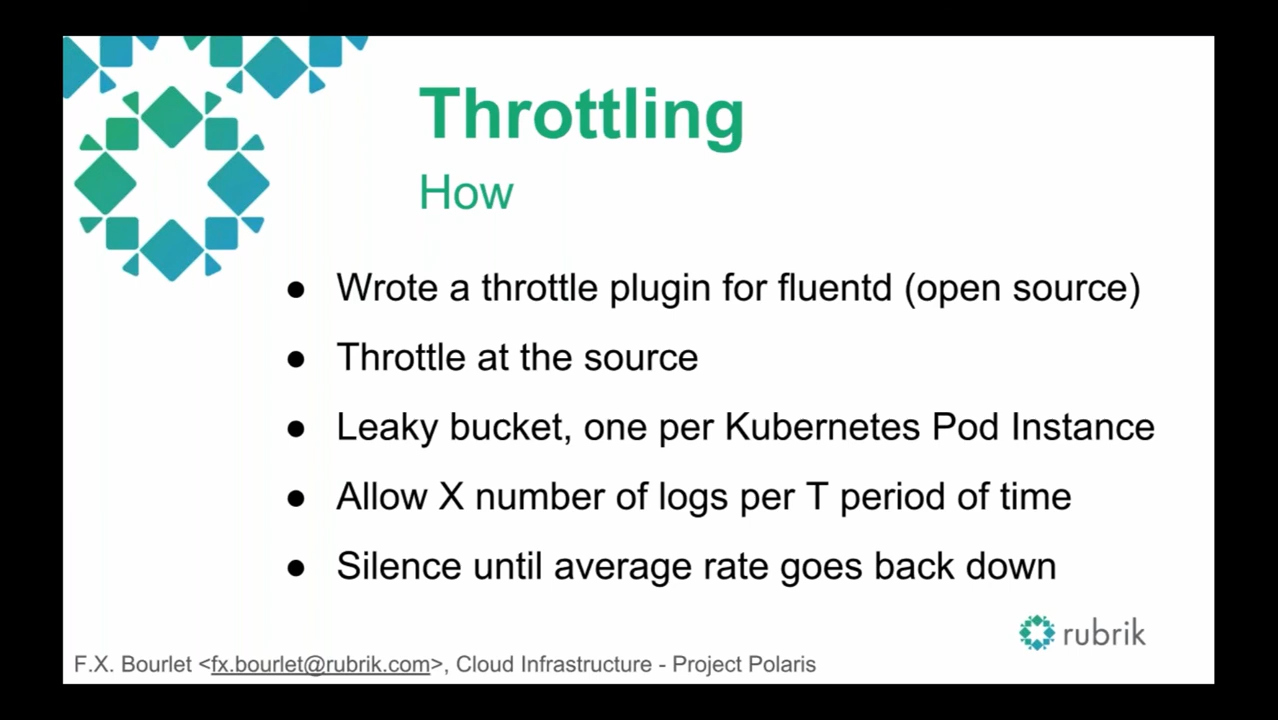 Throttling
How
● Wrote a throttle plugin for fluentd (open source)
● Throttle at the source
● Leaky bucket, one per Kubernetes Pod Instance
● Allow X number of logs per T period of time
● Silence until average rate goes back down
rubrik
F.X. Bourlet <fx.bourlet@rubrik.com>, Cloud Infrastructure - Project Polaris